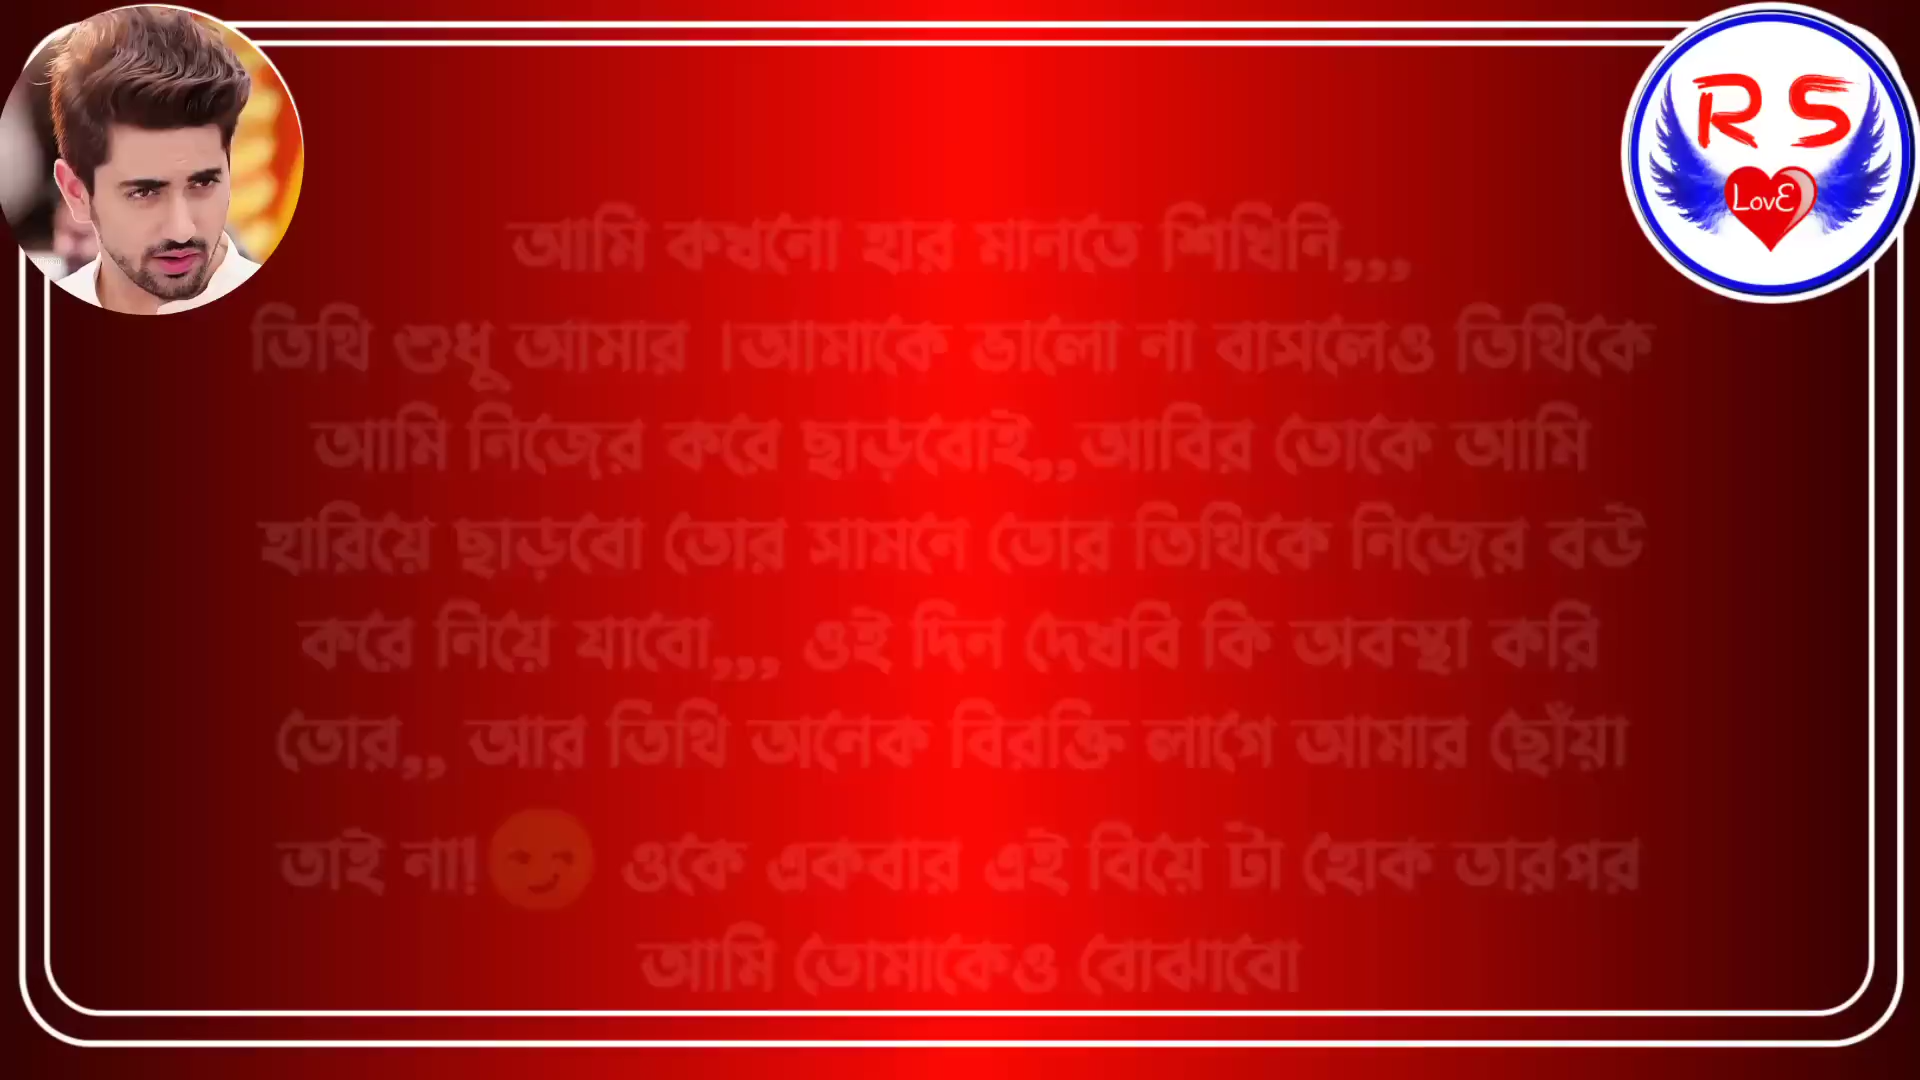 R S
LovE
আমি কখনো হার মানতে শিখিনি,,,
তিথি শুধু আমার ।আমাকে ভালো না বাসলেও তিথিকে
আমি নিজের করে ছাড়বোই,,আবির তোকে আমি
হারিয়ে ছাড়বো তোর সামনে তোর তিথিকে নিজের বউ
করে নিয়ে যাবো,,, ওই দিন দেখবি কি অবস্থা করি
তোর,, আর তিথি অনেক বিরক্তি লাগে আমার ছোঁয়া
তাই না!😏 ওকে একবার এই বিয়ে টা হোক তারপর
আমি তোমাকেও বোঝাবো